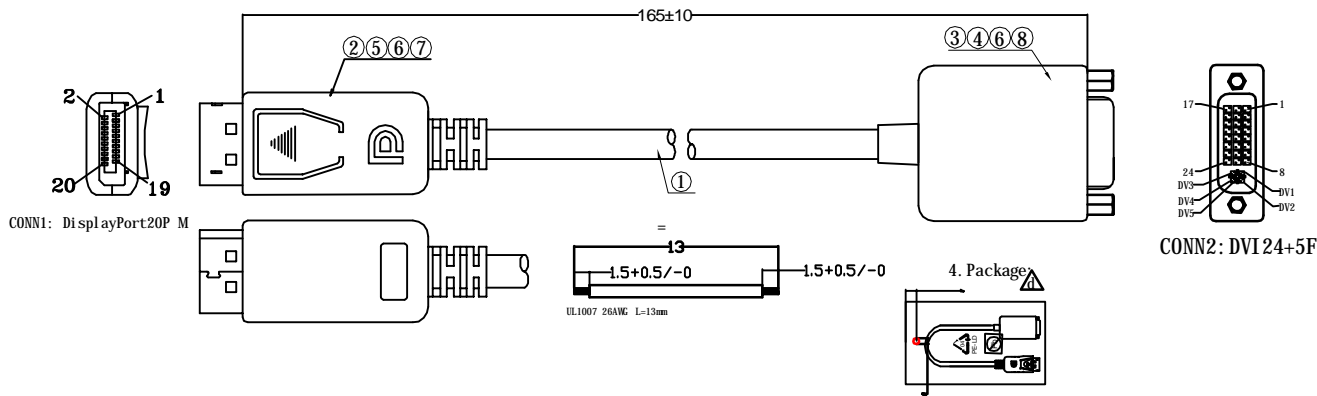 165±10
②⑤⑥⑦
③④⑥⑧
2
1
20
19
CONN1: DisplayPort20P M
①
17
1
24
8
DV3
DV1
DV4
DV2
DV5
CONN2: DVI24+5F
=
13
1.5+0.5/-0
1.5+0.5/-0
UL1007 26AWG L=13mm
4. Package
d
PE-LD